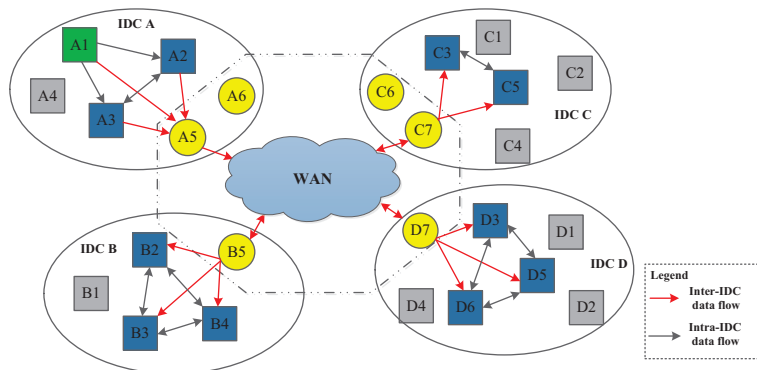 IDC A
A1
A2
A3
A4
A5
A6
IDC C
C1
C2
C3
C4
C5
C6
C7
WAN
IDC B
B1
B2
B3
B4
B5
IDC D
D1
D2
D3
D4
D5
D6
D7
Legend
Inter-IDC
data flow
Intra-IDC
data flow